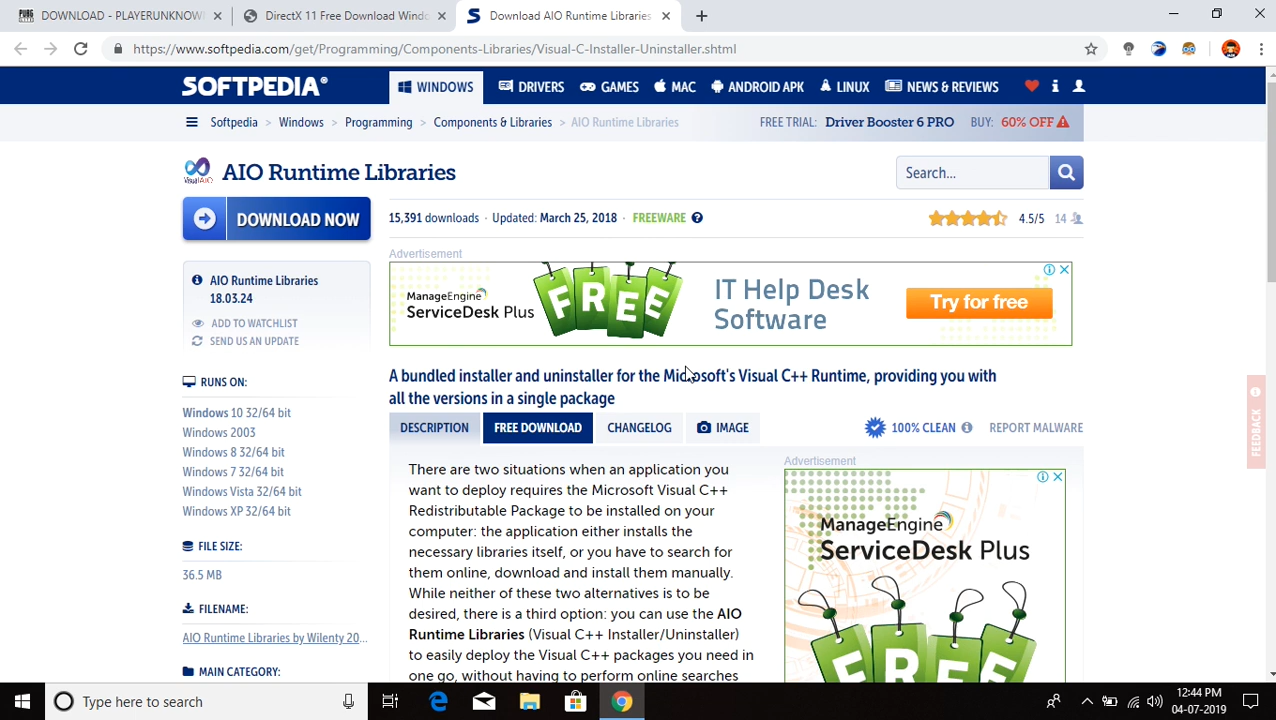 DOWNLOAD - PLAYERUNKNOW
DirectX 11 Free Download Windo
Download AIO Runtime Libraries
https://www.softpedia.com/get/Programming/Components-Libraries/Visual-C-Installer-Uninstaller.shtml
SOFTPEDIA®
WINDOWS
DRIVERS
GAMES
MAC
ANDROID APK
LINUX
NEWS & REVIEWS
Softpedia > Windows > Programming > Components & Libraries > AIO Runtime Libraries
FREE TRIAL: Driver Booster 6 PRO BUY: 60% OFF
Visual AIO
AIO Runtime Libraries
Search...
DOWNLOAD NOW
15,391 downloads · Updated: March 25, 2018 · FREEWARE
4.5/5 14
Advertisement
ManageEngine
ServiceDesk Plus
FREE
IT Help Desk
Software
Try for free
AIO Runtime Libraries
18.03.24
ADD TO WATCHLIST
SEND US AN UPDATE
RUNS ON:
Windows 10 32/64 bit
Windows 2003
Windows 8 32/64 bit
Windows 7 32/64 bit
Windows Vista 32/64 bit
Windows XP 32/64 bit
FILE SIZE:
36.5 MB
FILENAME:
AIO Runtime Libraries by Wilenty 20...
MAIN CATEGORY:
A bundled installer and uninstaller for the Microsoft's Visual C++ Runtime, providing you with
all the versions in a single package
DESCRIPTION
FREE DOWNLOAD
CHANGELOG
IMAGE
100% CLEAN
REPORT MALWARE
There are two situations when an application you
want to deploy requires the Microsoft Visual C++
Redistributable Package to be installed on your
computer: the application either installs the
necessary libraries itself, or you have to search for
them online, download and install them manually.
While neither of these two alternatives is to be
desired, there is a third option: you can use the AIO
Runtime Libraries (Visual C++ Installer/Uninstaller)
to easily deploy the Visual C++ packages you need in
one go, without having to perform online searches
Advertisement
ManageEngine
ServiceDesk Plus
FREE
FEEDBACK
Type here to search
12:44 PM
04-07-2019